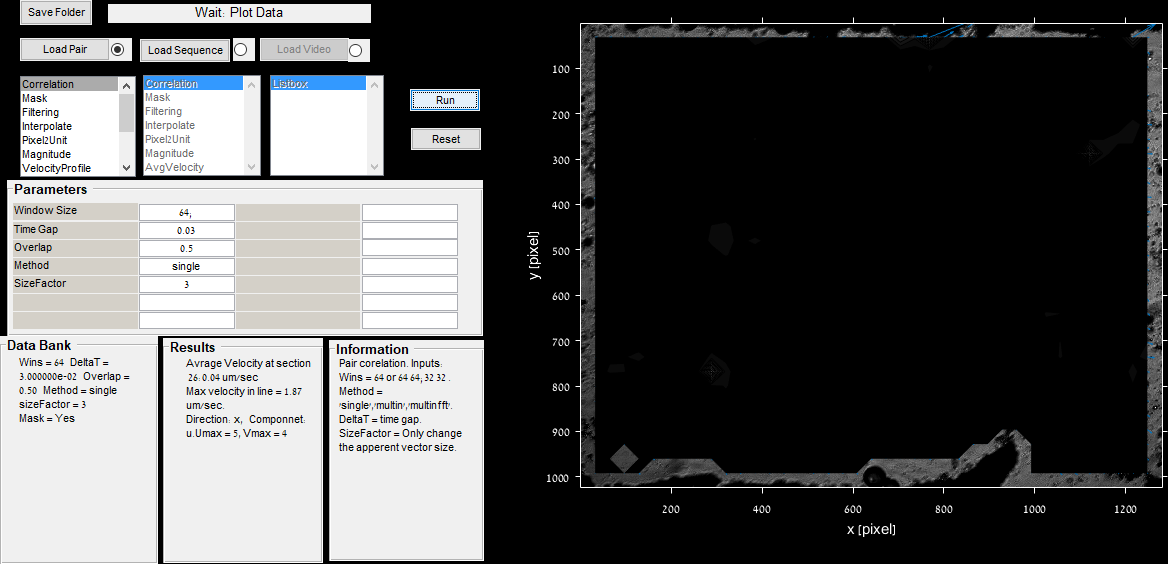 Save Folder
Wait: Plot Data
Load Pair
Load Sequence
Load Video
Correlation
Mask
Filtering
Interpolate
Pixel2Unit
Magnitude
VelocityProfile
Correlation
Mask
Filtering
Interpolate
Pixel2Unit
Magnitude
AvgVelocity
Listbox
Run
Reset
Parameters
Window Size 64;
Time Gap 0.03
Overlap 0.5
Method single
SizeFactor 3
Data Bank
Wins = 64 DeltaT =
3.000000e-02 Overlap =
0.50 Method = single
sizeFactor = 3
Mask = Yes
Results
Avrage Velocity at section
26: 0.04 um/sec
Max velocity in line = 1.87
um/sec.
Direction: x, Componnet:
u.Umax = 5, Vmax = 4
Information
Pair corelation. Inputs:
Wins = 64 or 64 64; 32 32 .
Method =
'single','multin','multinfft'.
DeltaT = time gap.
SizeFactor = Only change
the apperent vector size.
y [pixel]
100
200
300
400
500
600
700
800
900
1000
200 400 600 800 1000 1200
x [pixel]